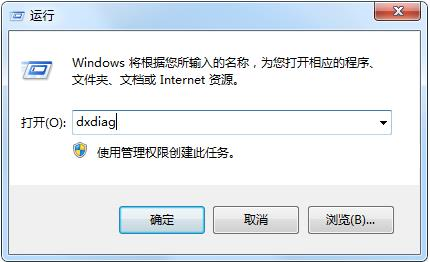 运行
Windows 将根据您所输入的名称，为您打开相应的程序、
文件夹、文档或 Internet 资源。
打开(O): dxdiag
使用管理权限创建此任务。
确定 取消 浏览(B)...